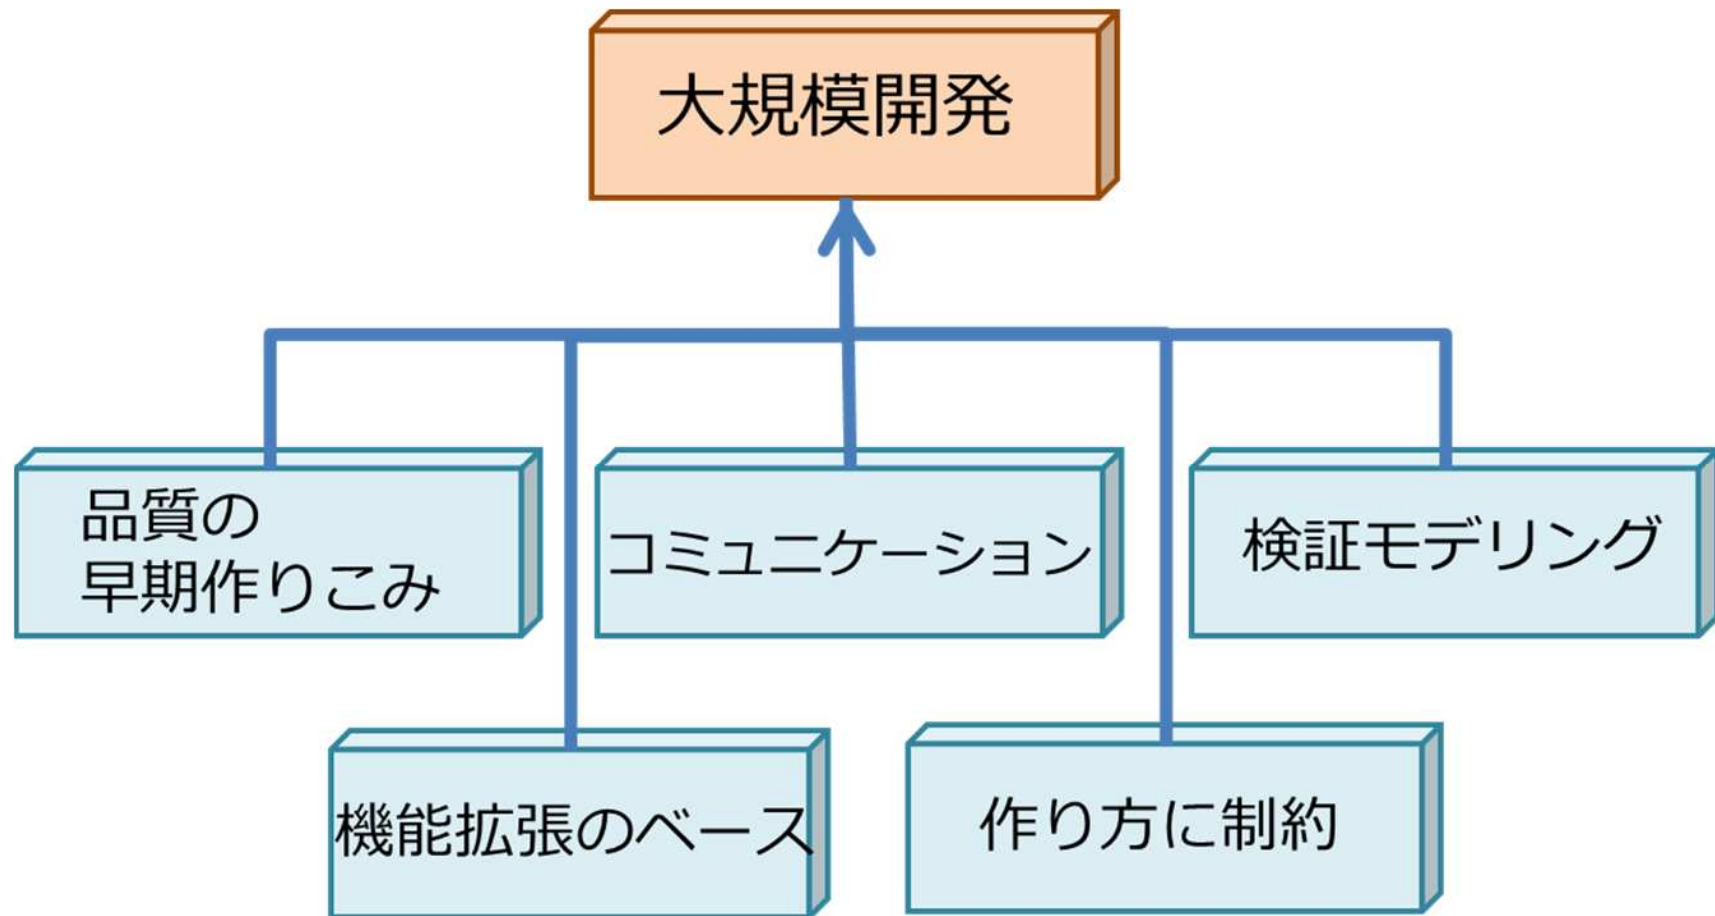 大規模開発
品質の
早期作りこみ
コミュニケーション
検証モデリング
機能拡張のベース
作り方に制約